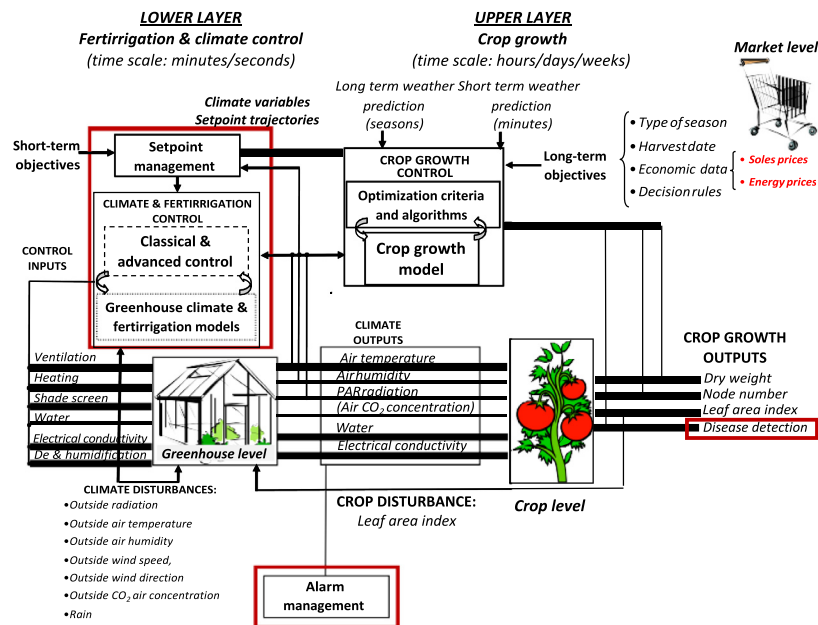 LOWER LAYER
Fertirrigation & climate control
(time scale: minutes/seconds)
UPPER LAYER
Crop growth
(time scale: hours/days/weeks)
Market level
Long term weather
prediction
(seasons)
Short term weather
prediction
(minutes)
Climate variables
Setpoint trajectories
Short-term
objectives
Setpoint
management
CROP GROWTH
CONTROL
Optimization criteria
and algorithms
Crop growth
model
Long-term
objectives
•Type of season
•Harvest date
•Economic data
•Decision rules
• Soles prices
• Energy prices
CLIMATE & FERTIRRIGATION
CONTROL
Classical &
advanced control
Greenhouse climate &
fertirrigation models
CONTROL
INPUTS
Ventilation
Heating
Shade screen
Water
Electrical conductivity
De & humidification
Greenhouse level
CLIMATE
OUTPUTS
Air temperature
Air humidity
PAR radiation
(Air CO2 concentration)
Water
Electrical conductivity
Crop level
CROP GROWTH
OUTPUTS
Dry weight
Node number
Leaf area index
Disease detection
CLIMATE DISTURBANCES:
•Outside radiation
•Outside air temperature
•Outside air humidity
•Outside wind speed,
•Outside wind direction
•Outside CO2 air concentration
•Rain
CROP DISTURBANCE:
Leaf area index
Alarm
management